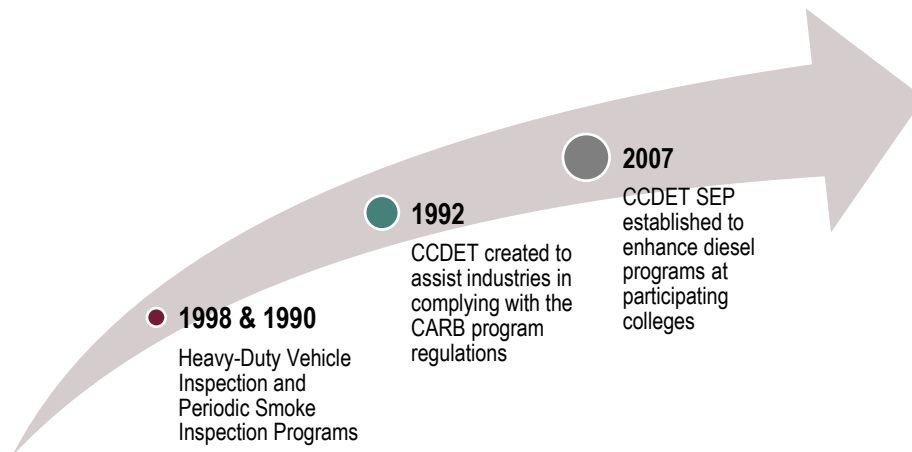 1998 & 1990
Heavy-Duty Vehicle
Inspection and
Periodic Smoke
Inspection Programs
1992
CCDET created to
assist industries in
complying with the
CARB program
regulations
2007
CCDET SEP
established to
enhance diesel
programs at
participating
colleges